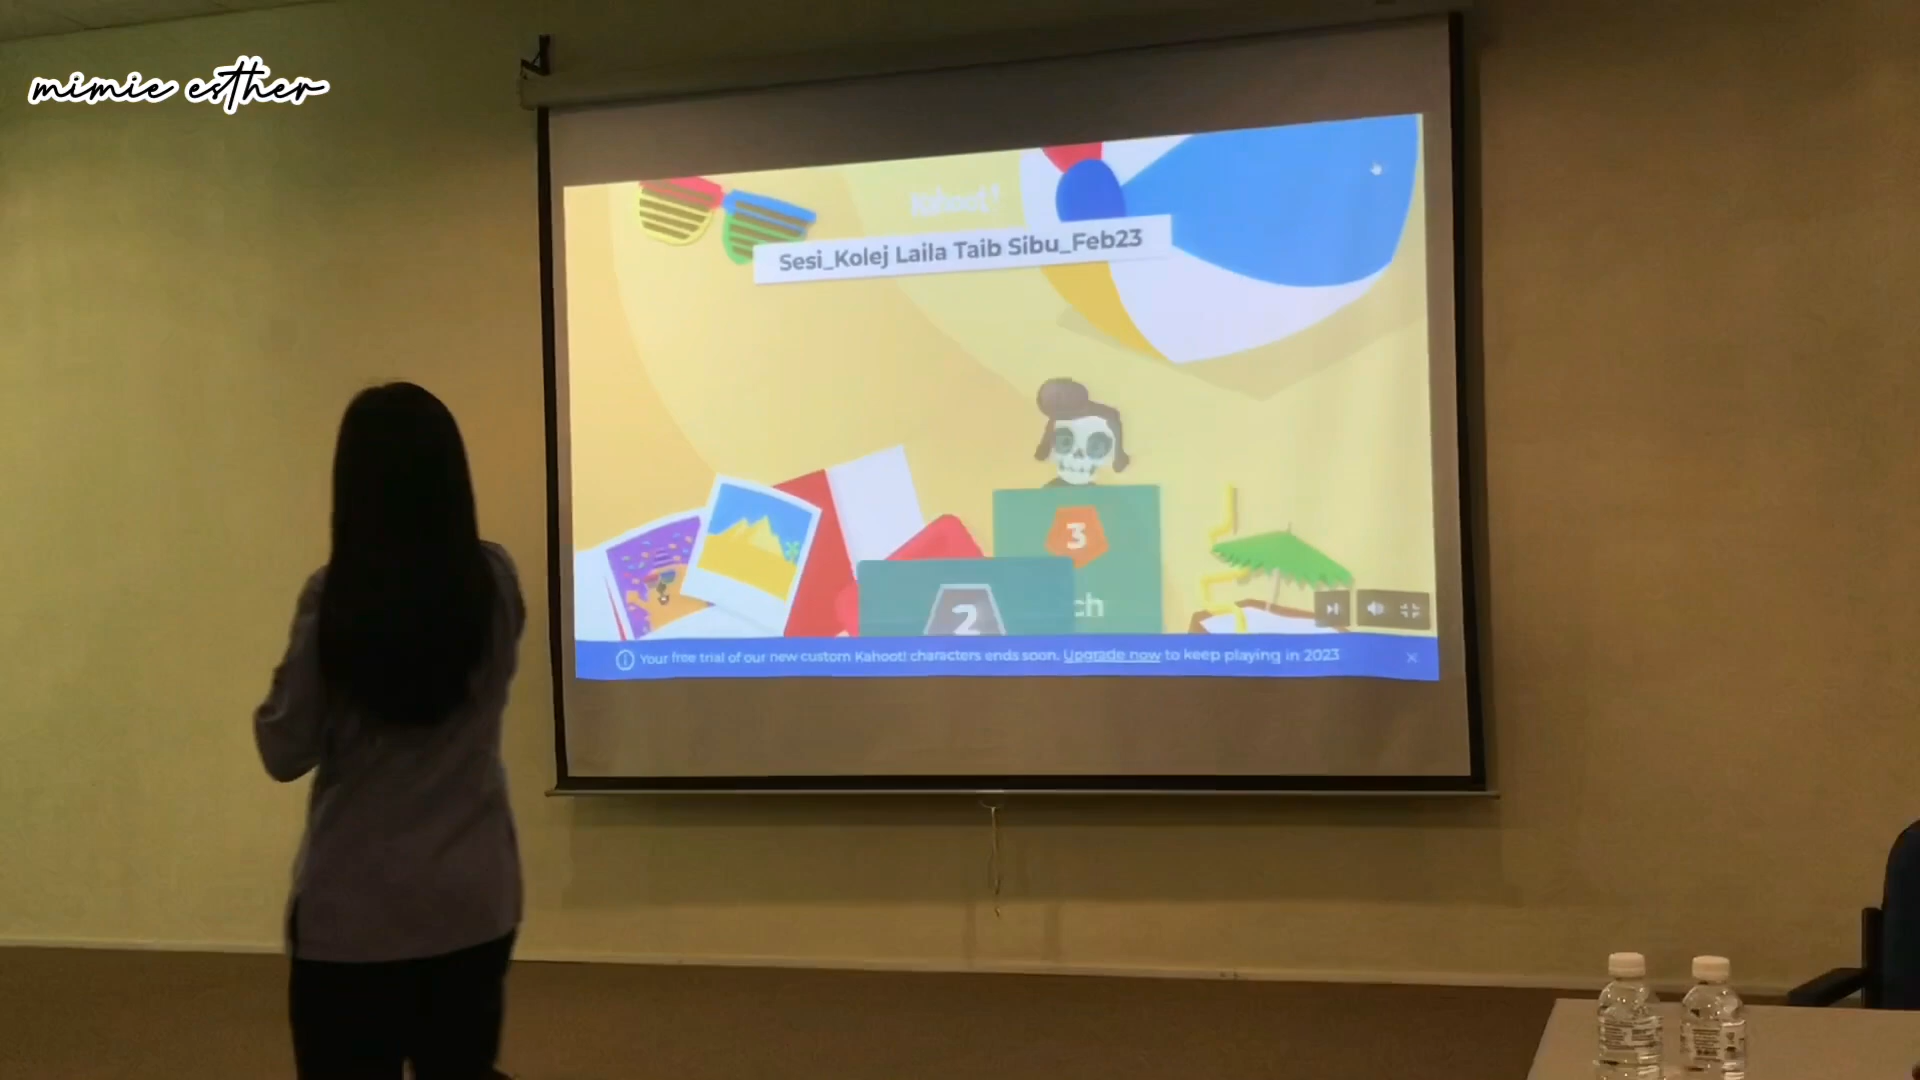 mimie esther
Kahoot!
Sesi_Kolej Laila Taib Sibu_Feb23
3
ch
2
Your free trial of our new custom Kahoot! characters ends soon. Upgrade now to keep playing in 2023